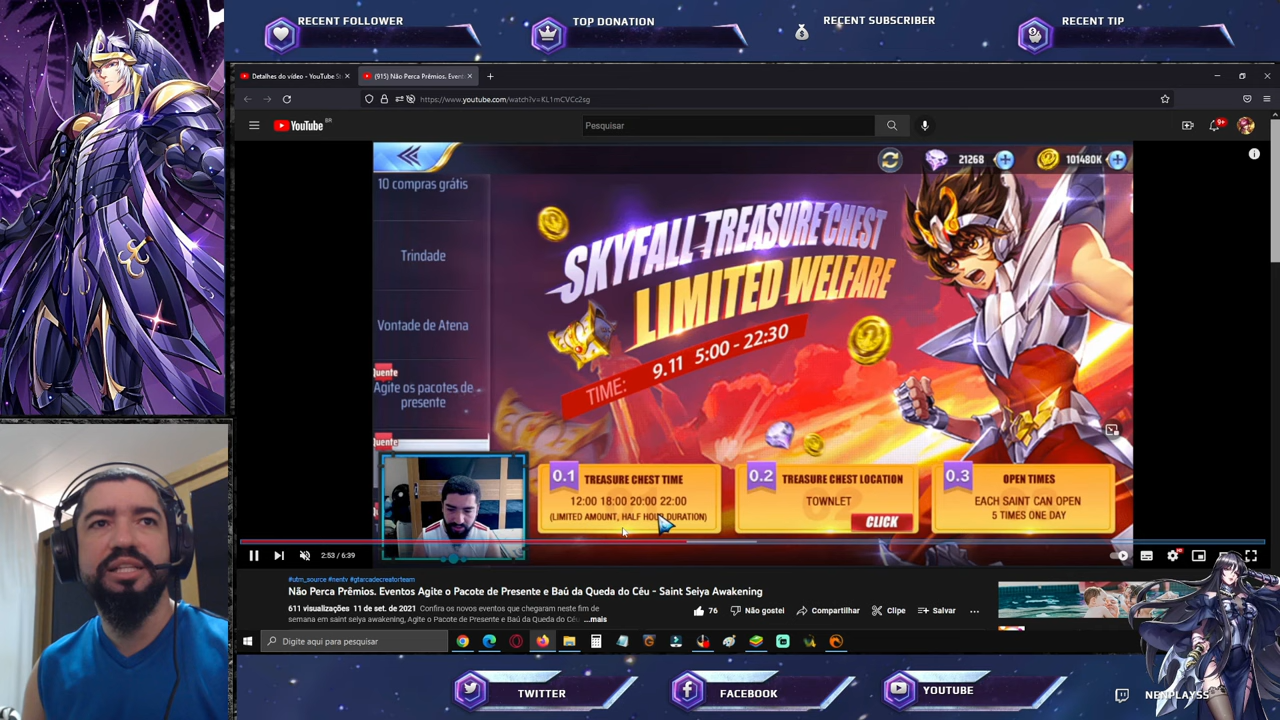 RECENT FOLLOWER
TOP DONATION
RECENT SUBSCRIBER
RECENT TIP
Detalhes do vídeo - YouTube St
(915) Não Perca Prêmios. Event
https://www.youtube.com/watch?v=KL1mCVCc2sg
YouTube BR
Pesquisar
9+
10 compras grátis
Trindade
Vontade de Atena
Quente
Agite os pacotes de
presente
Quente
21268
101480K
SKYFALL TREASURE CHEST
LIMITED WELFARE
TIME: 9.11 5:00 - 22:30
0.1 TREASURE CHEST TIME
12:00 18:00 20:00 22:00
(LIMITED AMOUNT, HALF HOUR DURATION)
0.2 TREASURE CHEST LOCATION
TOWNLET
CLICK
0.3 OPEN TIMES
EACH SAINT CAN OPEN
5 TIMES ONE DAY
2:53 / 6:39
#utm_source #nentv #gtarcadecreatorteam
Não Perca Prêmios. Eventos Agite o Pacote de Presente e Baú da Queda do Céu - Saint Seiya Awakening
611 visualizações 11 de set. de 2021 Confira os novos eventos que chegaram neste fim de
semana em saint seiya awakening, Agite o Pacote de Presente e Baú da Queda do Céu ...mais
76 Não gostei Compartilhar Clipe Salvar ...
Digite aqui para pesquisar
TWITTER
FACEBOOK
YOUTUBE
NENPLAYSS